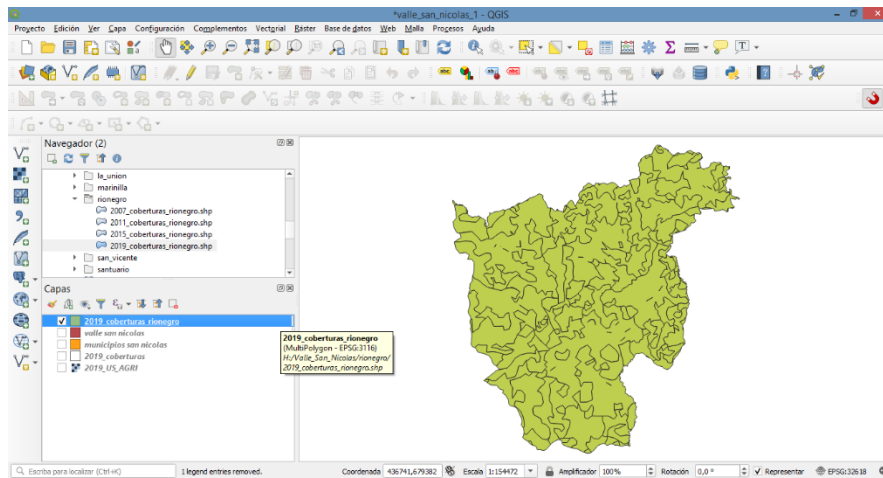 *valle_san_nicolas_1 - QGIS
Proyecto Edición Ver Capa Configuración Complementos Vectorial Ráster Base de datos Web Malla Procesos Ayuda
Navegador (2)
la_union
marinilla
rionegro
2007_coberturas_rionegro.shp
2011_coberturas_rionegro.shp
2015_coberturas_rionegro.shp
2019_coberturas_rionegro.shp
san_vicente
santuario
Capas
2019_coberturas_rionegro
valle san nicolas
municipios san nicolas
2019_coberturas
2019_US_AGRI
2019_coberturas_rionegro
(MultiPolygon - EPSG:3116)
H:/Valle_San_Nicolas/rionegro/
2019_coberturas_rionegro.shp
Escriba para localizar (Ctrl+K) 1 legend entries removed. Coordenada 436741,679382 Escala 1:154472 Amplificador 100% Rotación 0,0 ° Representar EPSG:32618